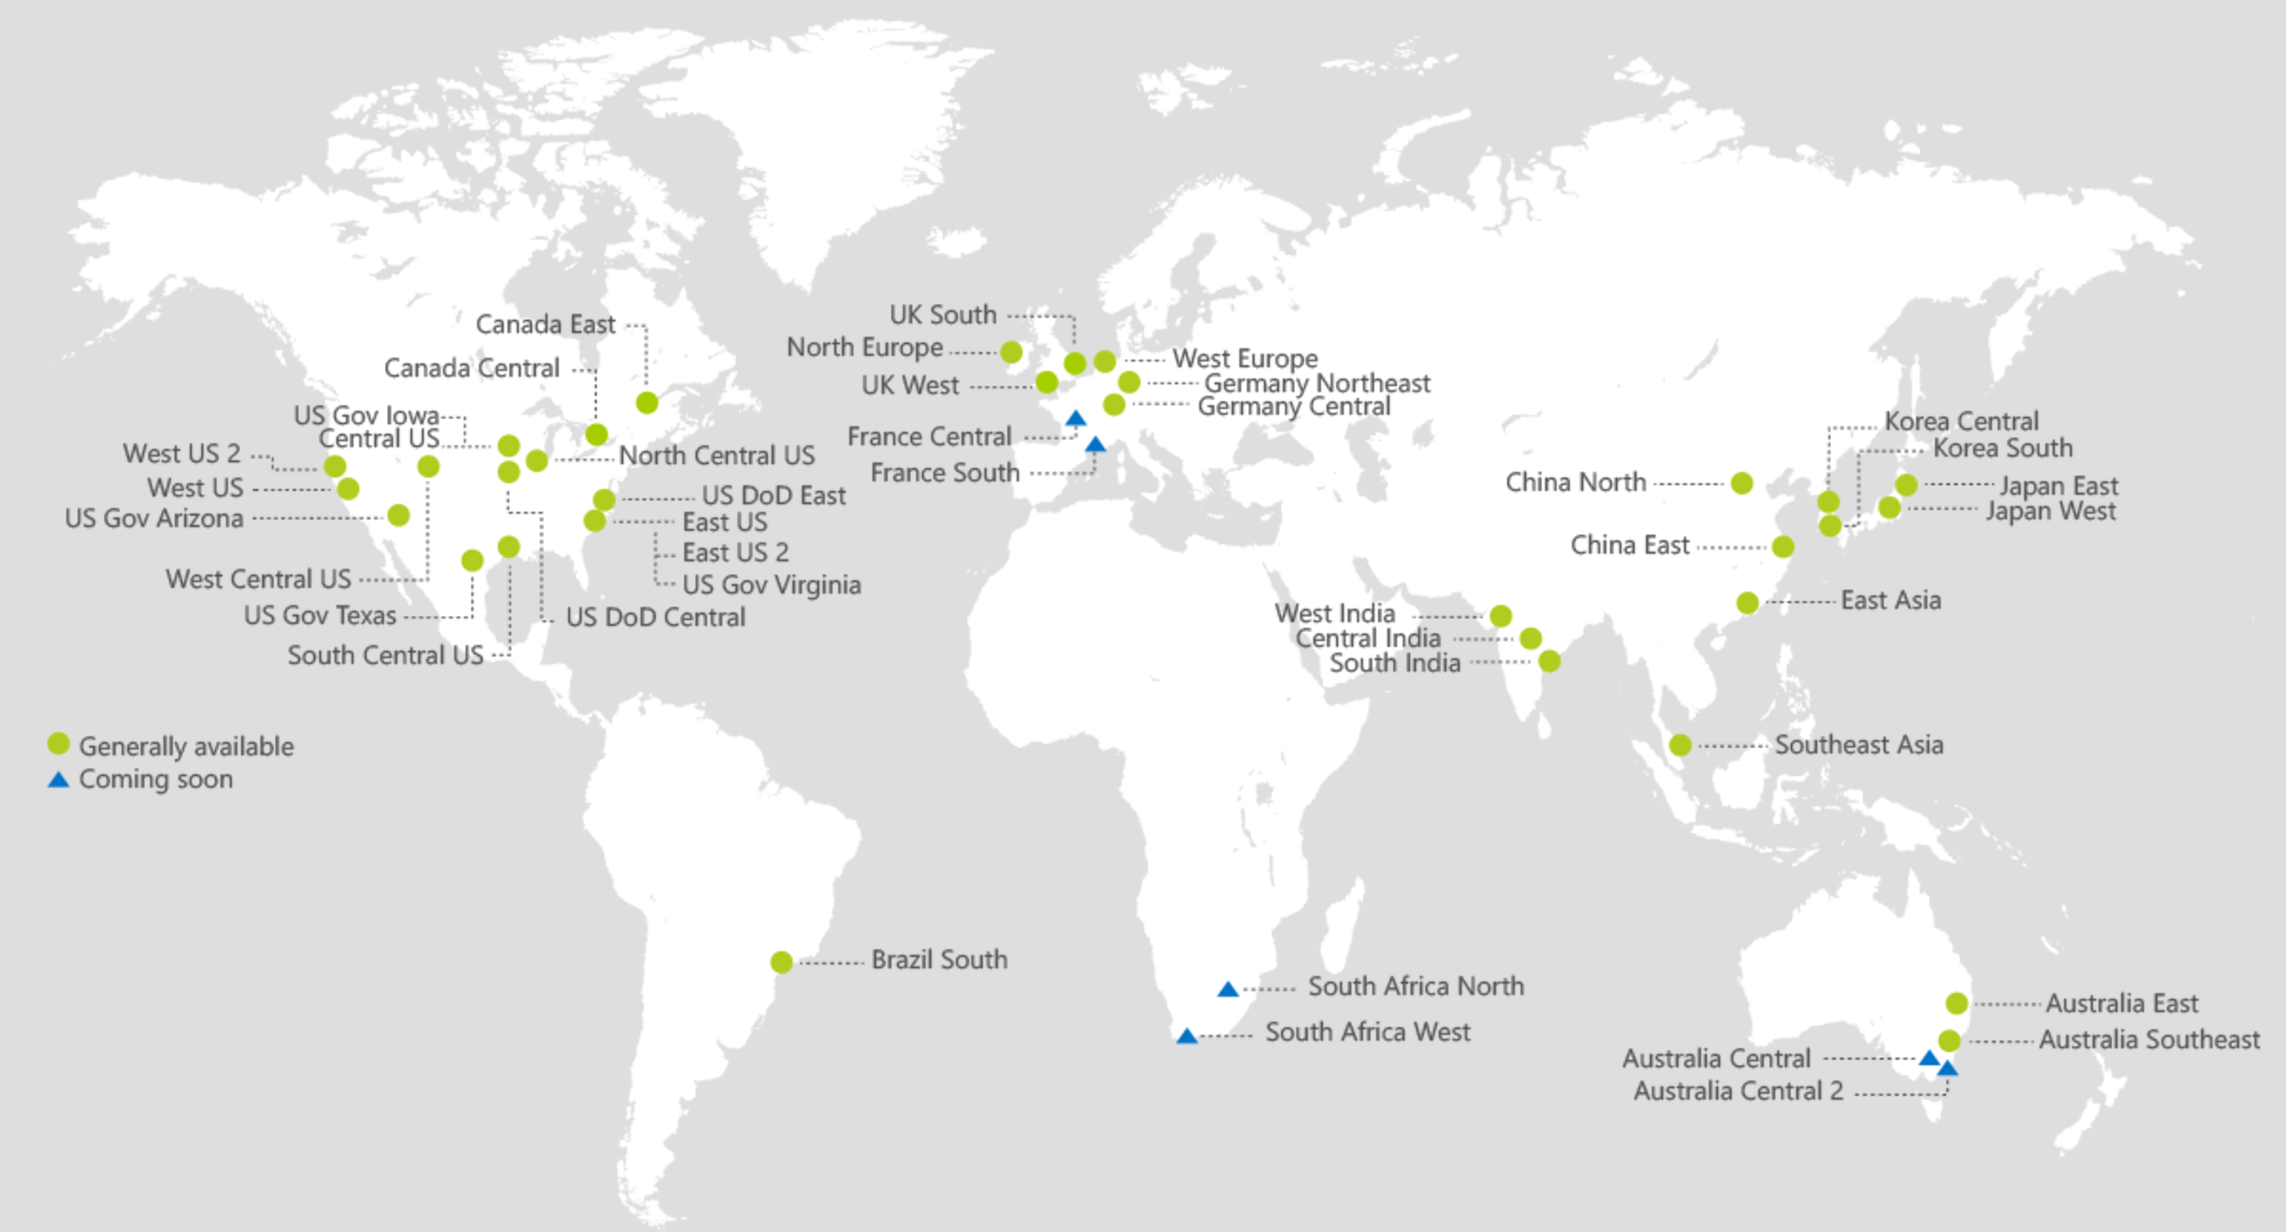 Canada East
Canada Central
US Gov Iowa
Central US
West US 2
West US
US Gov Arizona
North Central US
US DoD East
East US
East US 2
US Gov Virginia
West Central US
US Gov Texas
US DoD Central
South Central US
Generally available
Coming soon
Brazil South
UK South
North Europe
UK West
West Europe
Germany Northeast
Germany Central
France Central
France South
South Africa North
South Africa West
Korea Central
Korea South
China North
Japan East
Japan West
China East
East Asia
West India
Central India
South India
Southeast Asia
Australia East
Australia Southeast
Australia Central
Australia Central 2